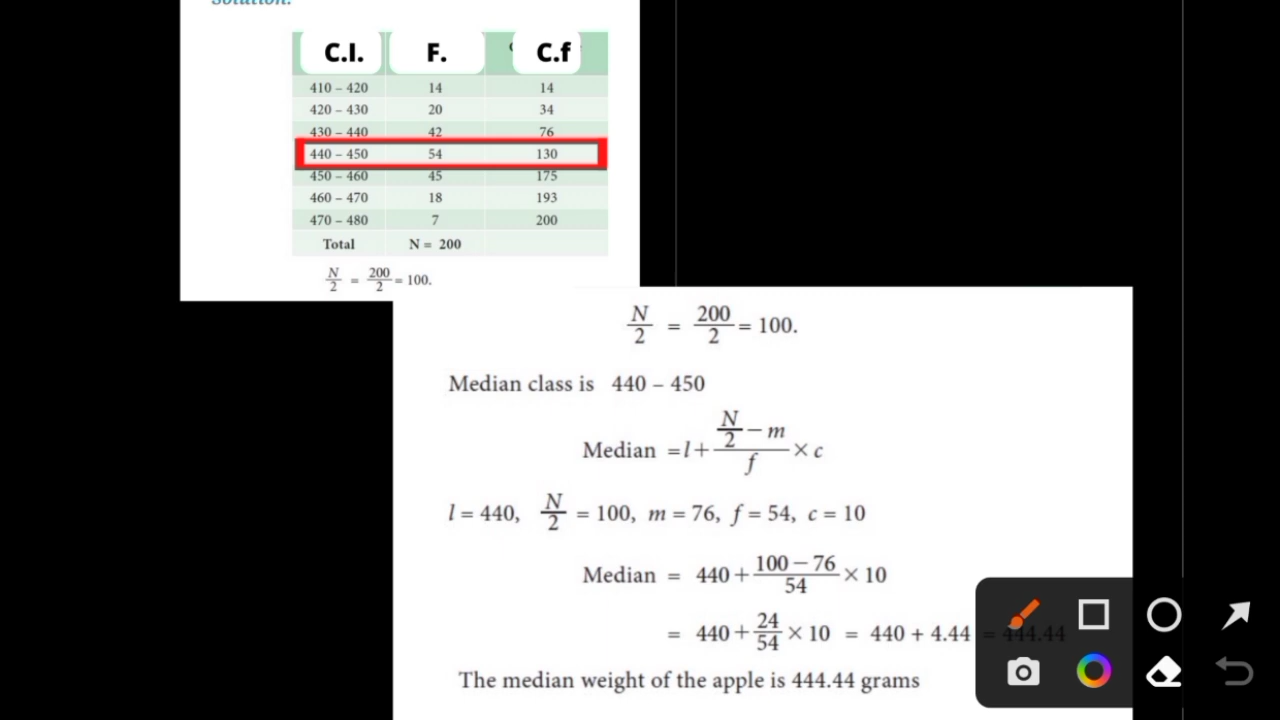 Solution:
C.I. F. C.f
410 – 420 14 14
420 – 430 20 34
430 – 440 42 76
440 – 450 54 130
450 – 460 45 175
460 – 470 18 193
470 – 480 7 200
Total N = 200
N/2 = 200/2 = 100.
N/2 = 200/2 = 100.
Median class is 440 – 450
Median = l + (N/2 – m)/f × c
l = 440, N/2 = 100, m = 76, f = 54, c = 10
Median = 440 + (100 – 76)/54 × 10
= 440 + 24/54 × 10 = 440 + 4.44 = 444.44
The median weight of the apple is 444.44 grams